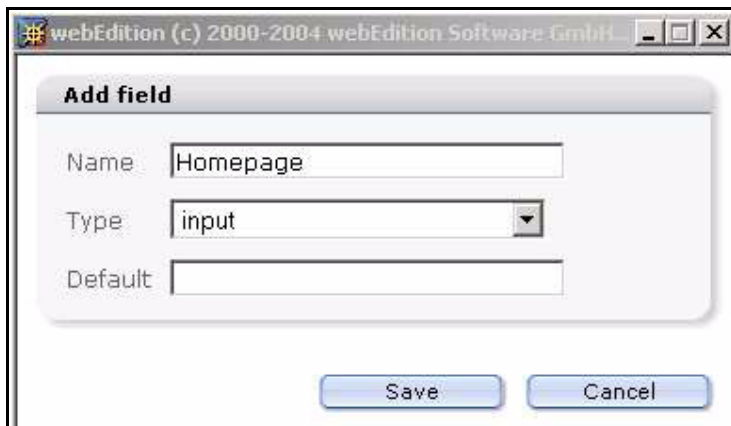 webEdition (c) 2000-2004 webEdition Software GmbH...
Add field
Name Homepage
Type input
Default
Save Cancel